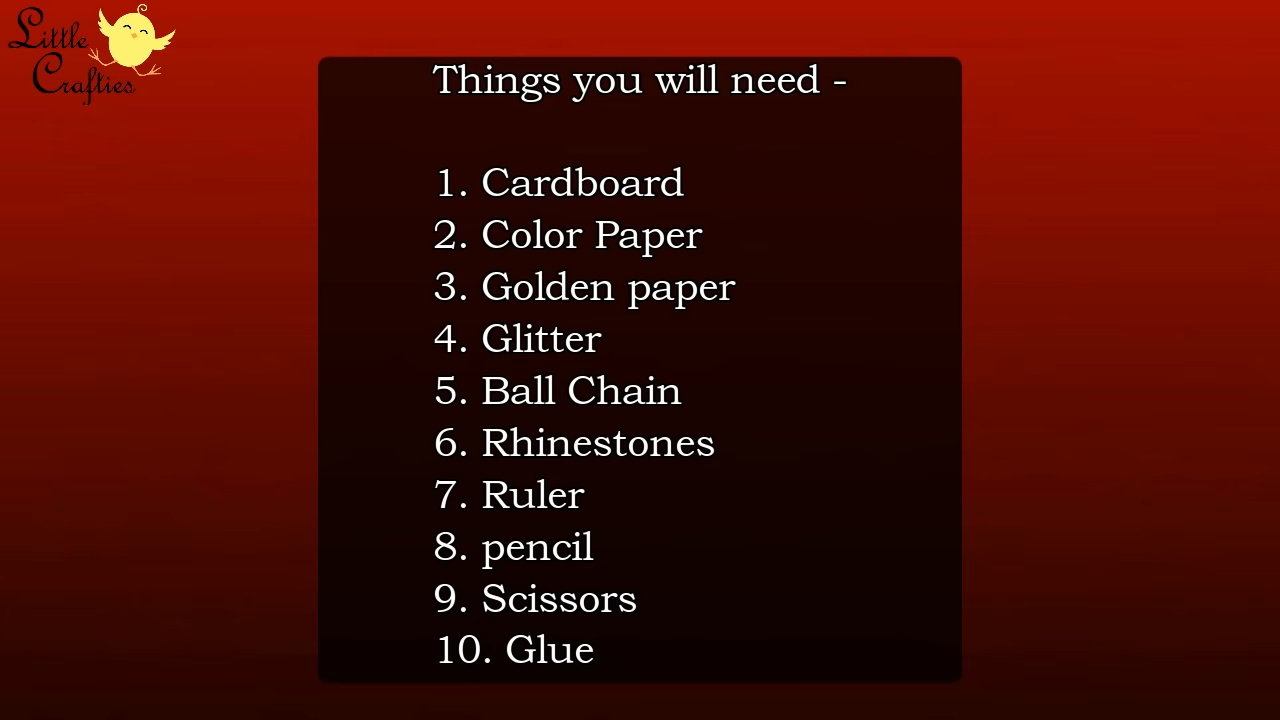 Little
Crafties
Things you will need -
1. Cardboard
2. Color Paper
3. Golden paper
4. Glitter
5. Ball Chain
6. Rhinestones
7. Ruler
8. pencil
9. Scissors
10. Glue